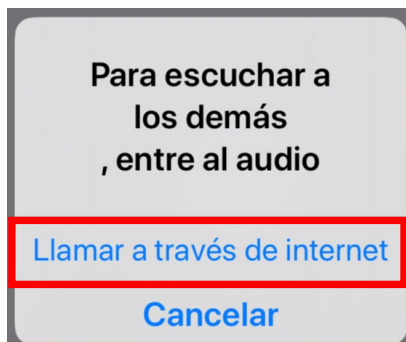 Para escuchar a
los demás
, entre al audio
Llamar a través de internet
Cancelar